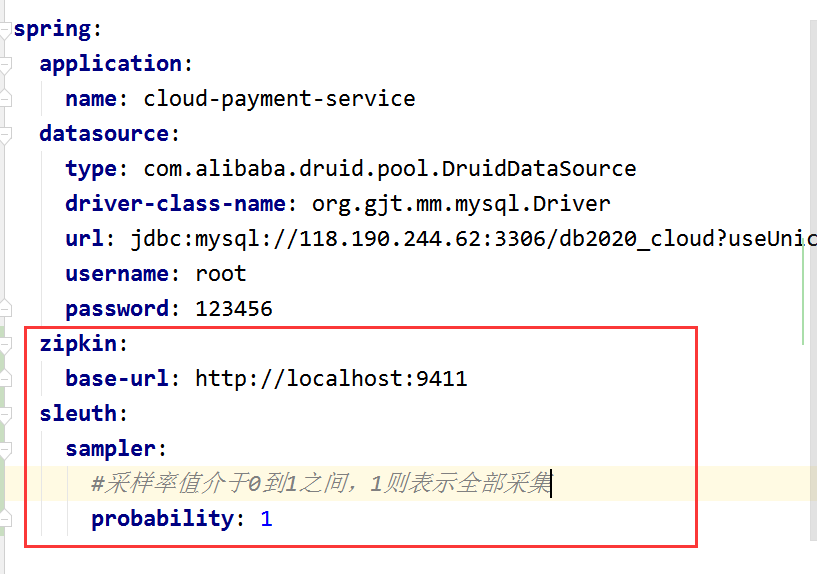 spring:
application:
name: cloud-payment-service
datasource:
type: com.alibaba.druid.pool.DruidDataSource
driver-class-name: org.gjt.mm.mysql.Driver
url: jdbc:mysql://118.190.244.62:3306/db2020_cloud?useUnic
username: root
password: 123456
zipkin:
base-url: http://localhost:9411
sleuth:
sampler:
#采样率值介于0到1之间，1则表示全部采集
probability: 1